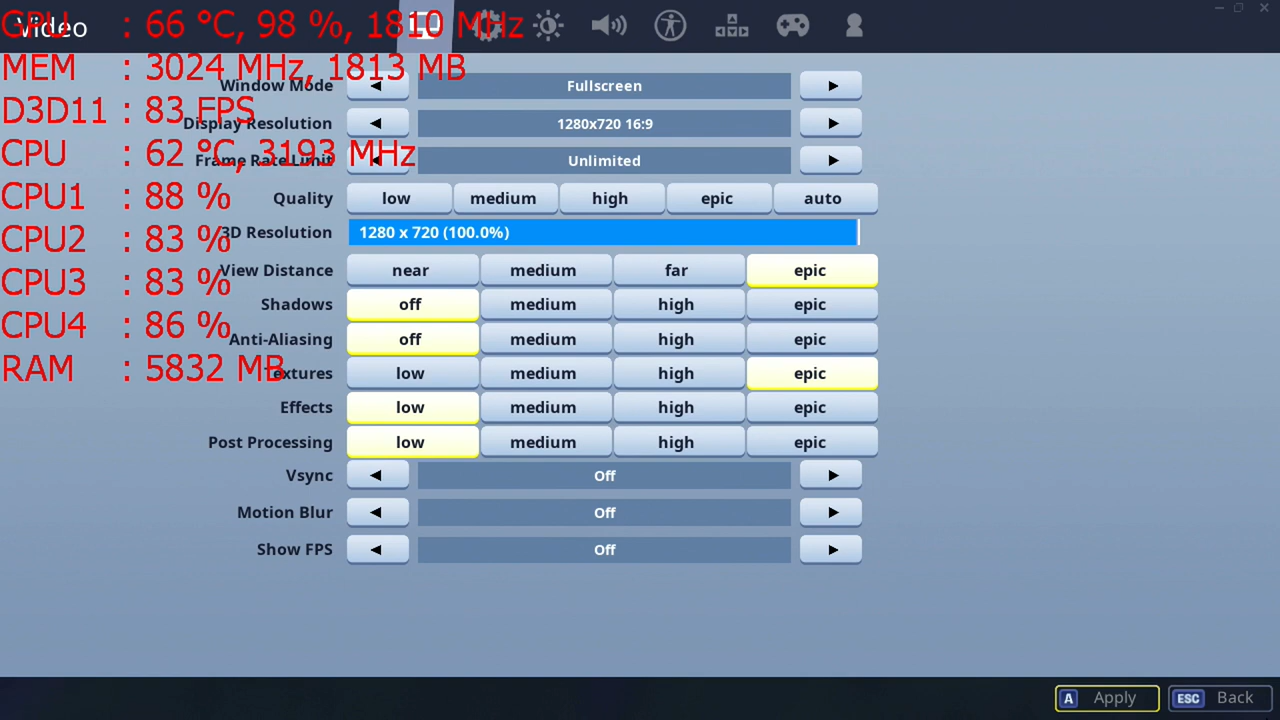 Video
GPU : 66 °C, 98 %, 1810 MHz
MEM : 3024 MHz, 1813 MB
D3D11 : 83 FPS
CPU : 62 °C, 3193 MHz
CPU1 : 88 %
CPU2 : 83 %
CPU3 : 83 %
CPU4 : 86 %
RAM : 5832 MB
Window Mode Fullscreen
Display Resolution 1280x720 16:9
Frame Rate Limit Unlimited
Quality low medium high epic auto
3D Resolution 1280 x 720 (100.0%)
View Distance near medium far epic
Shadows off medium high epic
Anti-Aliasing off medium high epic
Textures low medium high epic
Effects low medium high epic
Post Processing low medium high epic
Vsync Off
Motion Blur Off
Show FPS Off
A Apply ESC Back